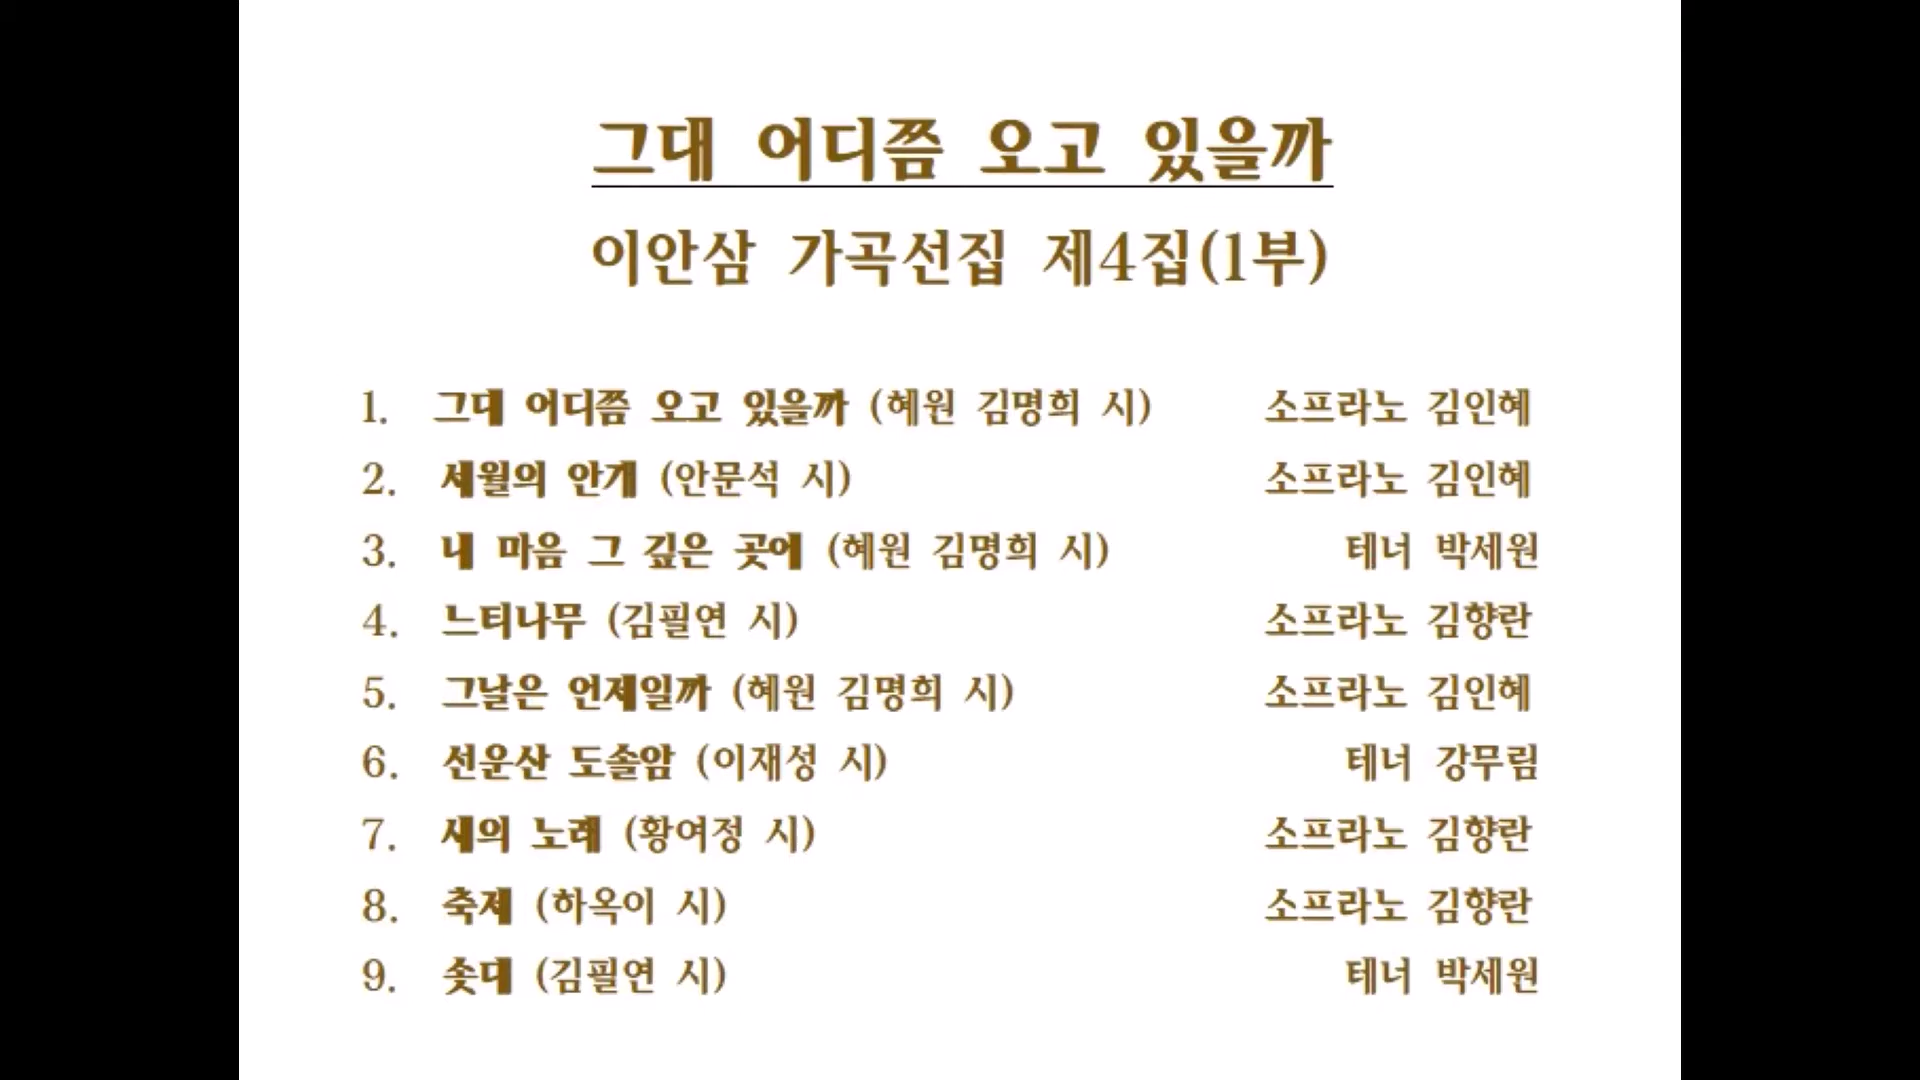 그대 어디쯤 오고 있을까
이안삼 가곡선집 제4집(1부)
1. 그대 어디쯤 오고 있을까 (혜원 김명희 시) 소프라노 김인혜
2. 세월의 안개 (안문석 시) 소프라노 김인혜
3. 내 마음 그 깊은 곳에 (혜원 김명희 시) 테너 박세원
4. 느티나무 (김필연 시) 소프라노 김향란
5. 그날은 언제일까 (혜원 김명희 시) 소프라노 김인혜
6. 선운산 도솔암 (이재성 시) 테너 강무림
7. 새의 노래 (황여정 시) 소프라노 김향란
8. 축제 (하옥이 시) 소프라노 김향란
9. 솟대 (김필연 시) 테너 박세원